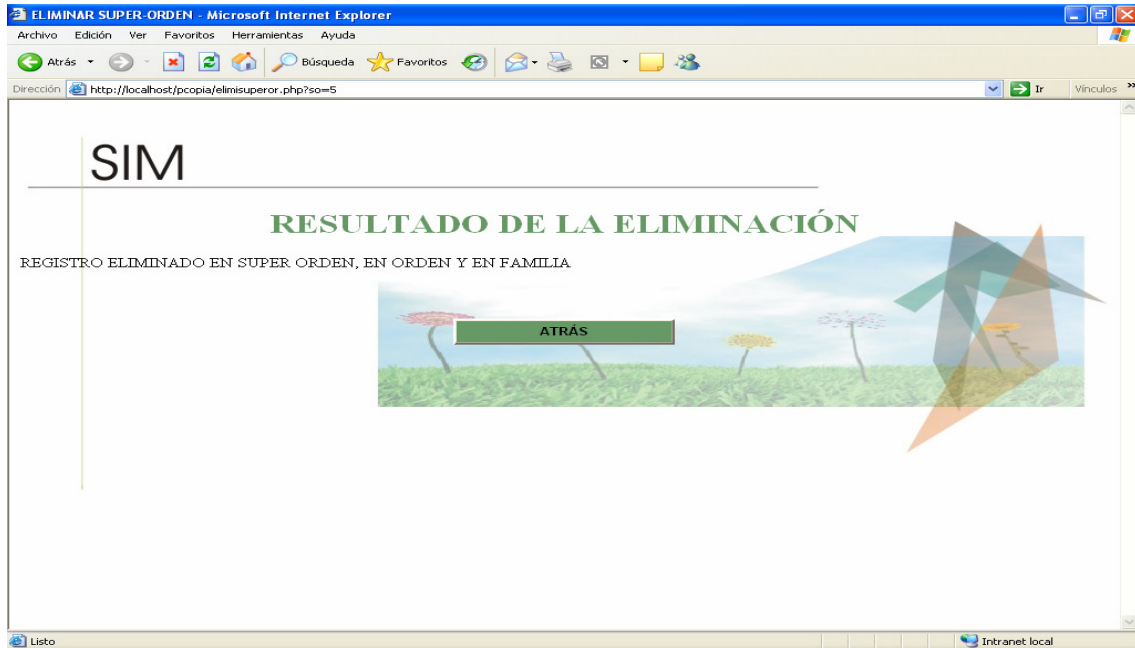 ELIMINAR SUPER-ORDEN - Microsoft Internet Explorer
Archivo Edición Ver Favoritos Herramientas Ayuda
Atrás Búsqueda Favoritos
Dirección http://localhost/pcopia/elimisuperor.php?so=5 Ir Vínculos »
SIM
RESULTADO DE LA ELIMINACIÓN
REGISTRO ELIMINADO EN SUPER ORDEN, EN ORDEN Y EN FAMILIA
ATRÁS
Listo Intranet local